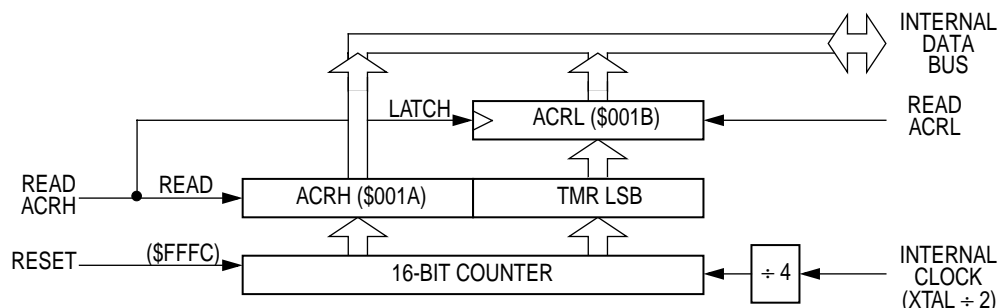 INTERNAL
DATA
BUS
LATCH
ACRL ($001B)
READ
ACRL
READ
ACRH
READ
ACRH ($001A)
TMR LSB
RESET
($FFFC)
16-BIT COUNTER
÷ 4
INTERNAL
CLOCK
(XTAL ÷ 2)